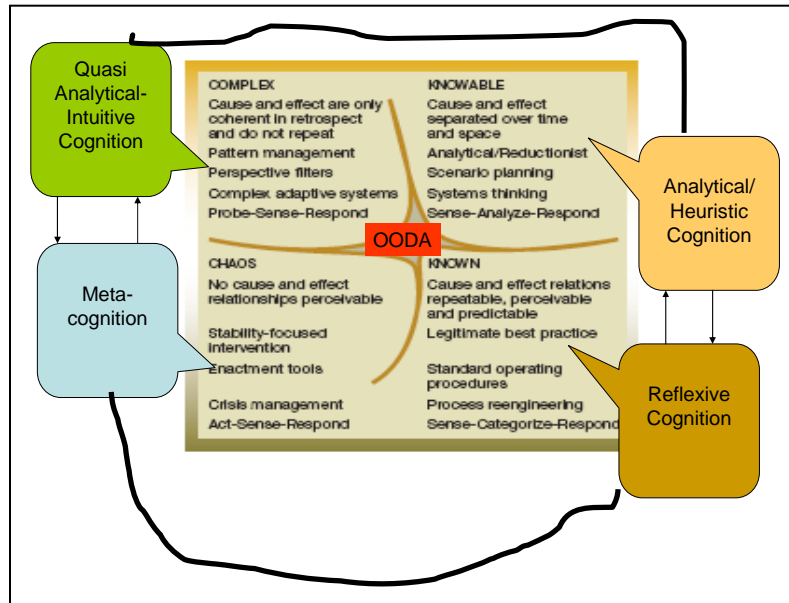 Quasi
Analytical-
Intuitive
Cognition
COMPLEX
Cause and effect are only
coherent in retrospect
and do not repeat
Pattern management
Perspective filters
Complex adaptive systems
Probe-Sense-Respond
KNOWABLE
Cause and effect
separated over time
and space
Analytical/Reductionist
Scenario planning
Systems thinking
Sense-Analyze-Respond
Analytical/
Heuristic
Cognition
OODA
Meta-
cognition
CHAOS
No cause and effect
relationships perceivable
Stability-focused
intervention
Enactment tools
Crisis management
Act-Sense-Respond
KNOWN
Cause and effect relations
repeatable, perceivable
and predictable
Legitimate best practice
Standard operating
procedures
Process reengineering
Sense-Categorize-Respond
Reflexive
Cognition